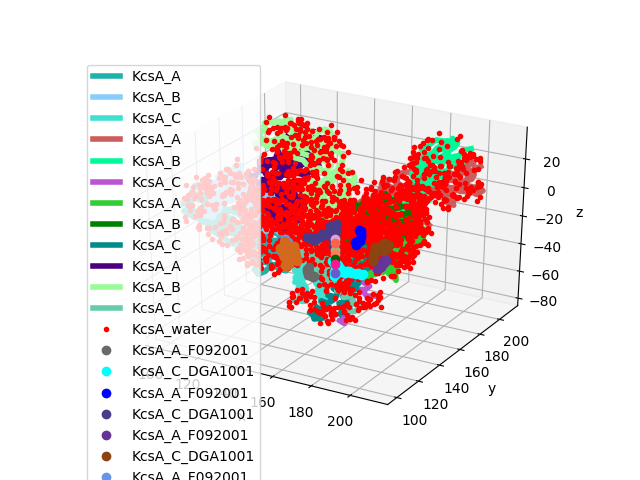 KcsA_A
KcsA_B
KcsA_C
KcsA_A
KcsA_B
KcsA_C
KcsA_A
KcsA_B
KcsA_C
KcsA_A
KcsA_B
KcsA_C
KcsA_water
KcsA_A_F092001
KcsA_C_DGA1001
KcsA_A_F092001
KcsA_C_DGA1001
KcsA_A_F092001
KcsA_C_DGA1001
KcsA_A_F092001
20
0
−20
−40
−60
−80
z
200
180
160
140
120
100
y
120
160
180
200